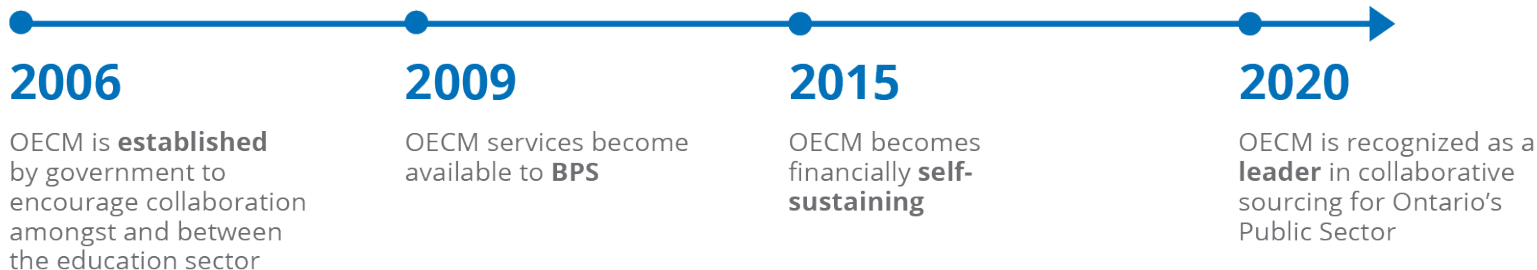 2006
OECM is established
by government to
encourage collaboration
amongst and between
the education sector
2009
OECM services become
available to BPS
2015
OECM becomes
financially self-
sustaining
2020
OECM is recognized as a
leader in collaborative
sourcing for Ontario’s
Public Sector